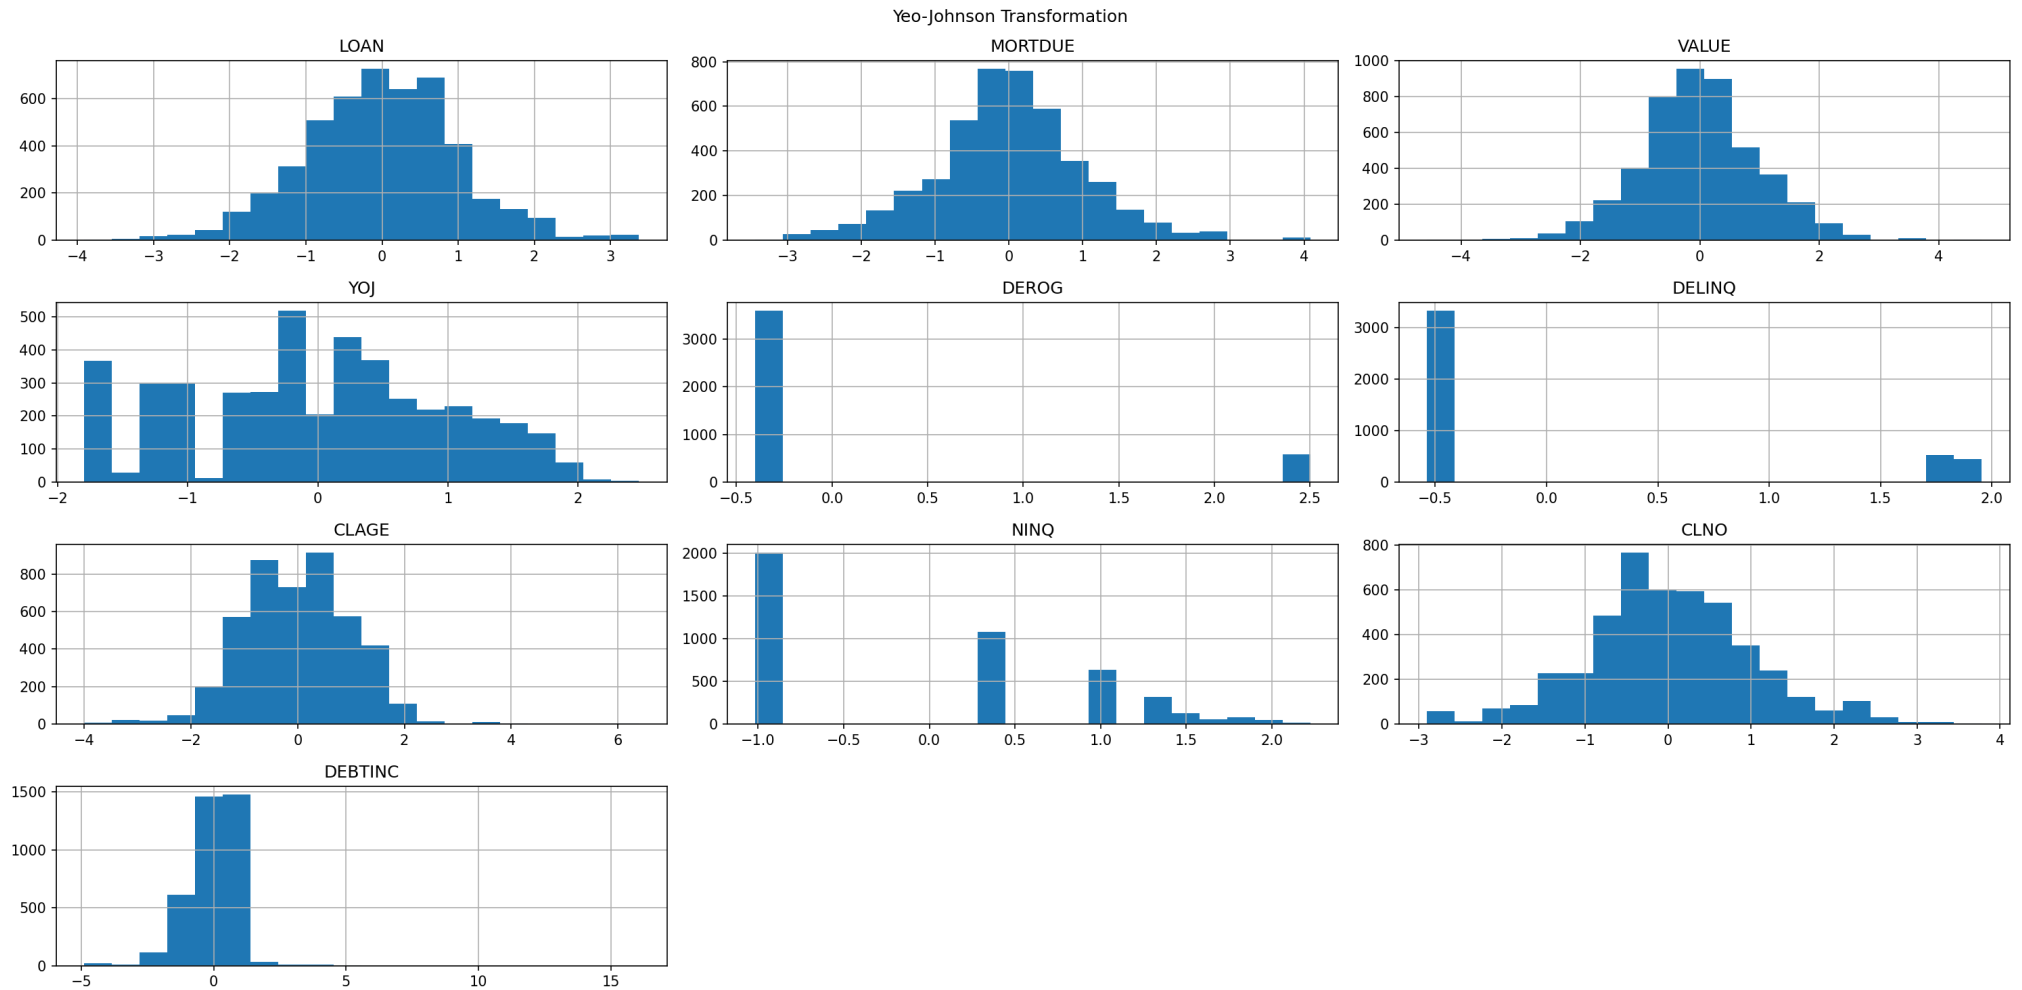 Yeo-Johnson Transformation
LOAN
600
400
200
0
−4 −3 −2 −1 0 1 2 3
MORTDUE
800
600
400
200
0
−3 −2 −1 0 1 2 3 4
VALUE
1000
800
600
400
200
0
−4 −2 0 2 4
YOJ
500
400
300
200
100
0
−2 −1 0 1 2
DEROG
3000
2000
1000
0
−0.5 0.0 0.5 1.0 1.5 2.0 2.5
DELINQ
3000
2000
1000
0
−0.5 0.0 0.5 1.0 1.5 2.0
CLAGE
800
600
400
200
0
−4 −2 0 2 4 6
NINQ
2000
1500
1000
500
0
−1.0 −0.5 0.0 0.5 1.0 1.5 2.0
CLNO
800
600
400
200
0
−3 −2 −1 0 1 2 3 4
DEBTINC
1500
1000
500
0
−5 0 5 10 15